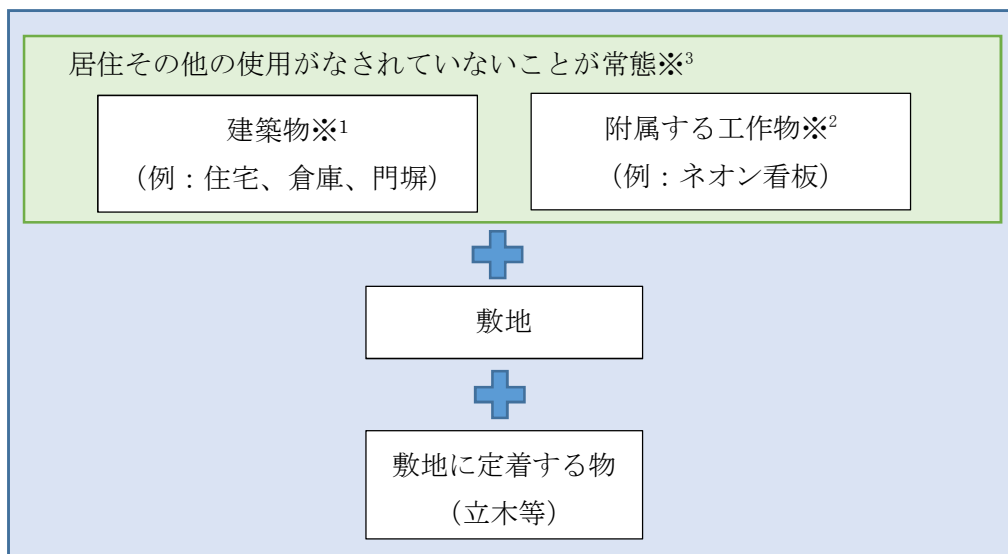 居住その他の使用がなされていないことが常態※3
建築物※1
（例：住宅、倉庫、門塀）
附属する工作物※2
（例：ネオン看板）
敷地
敷地に定着する物
（立木等）